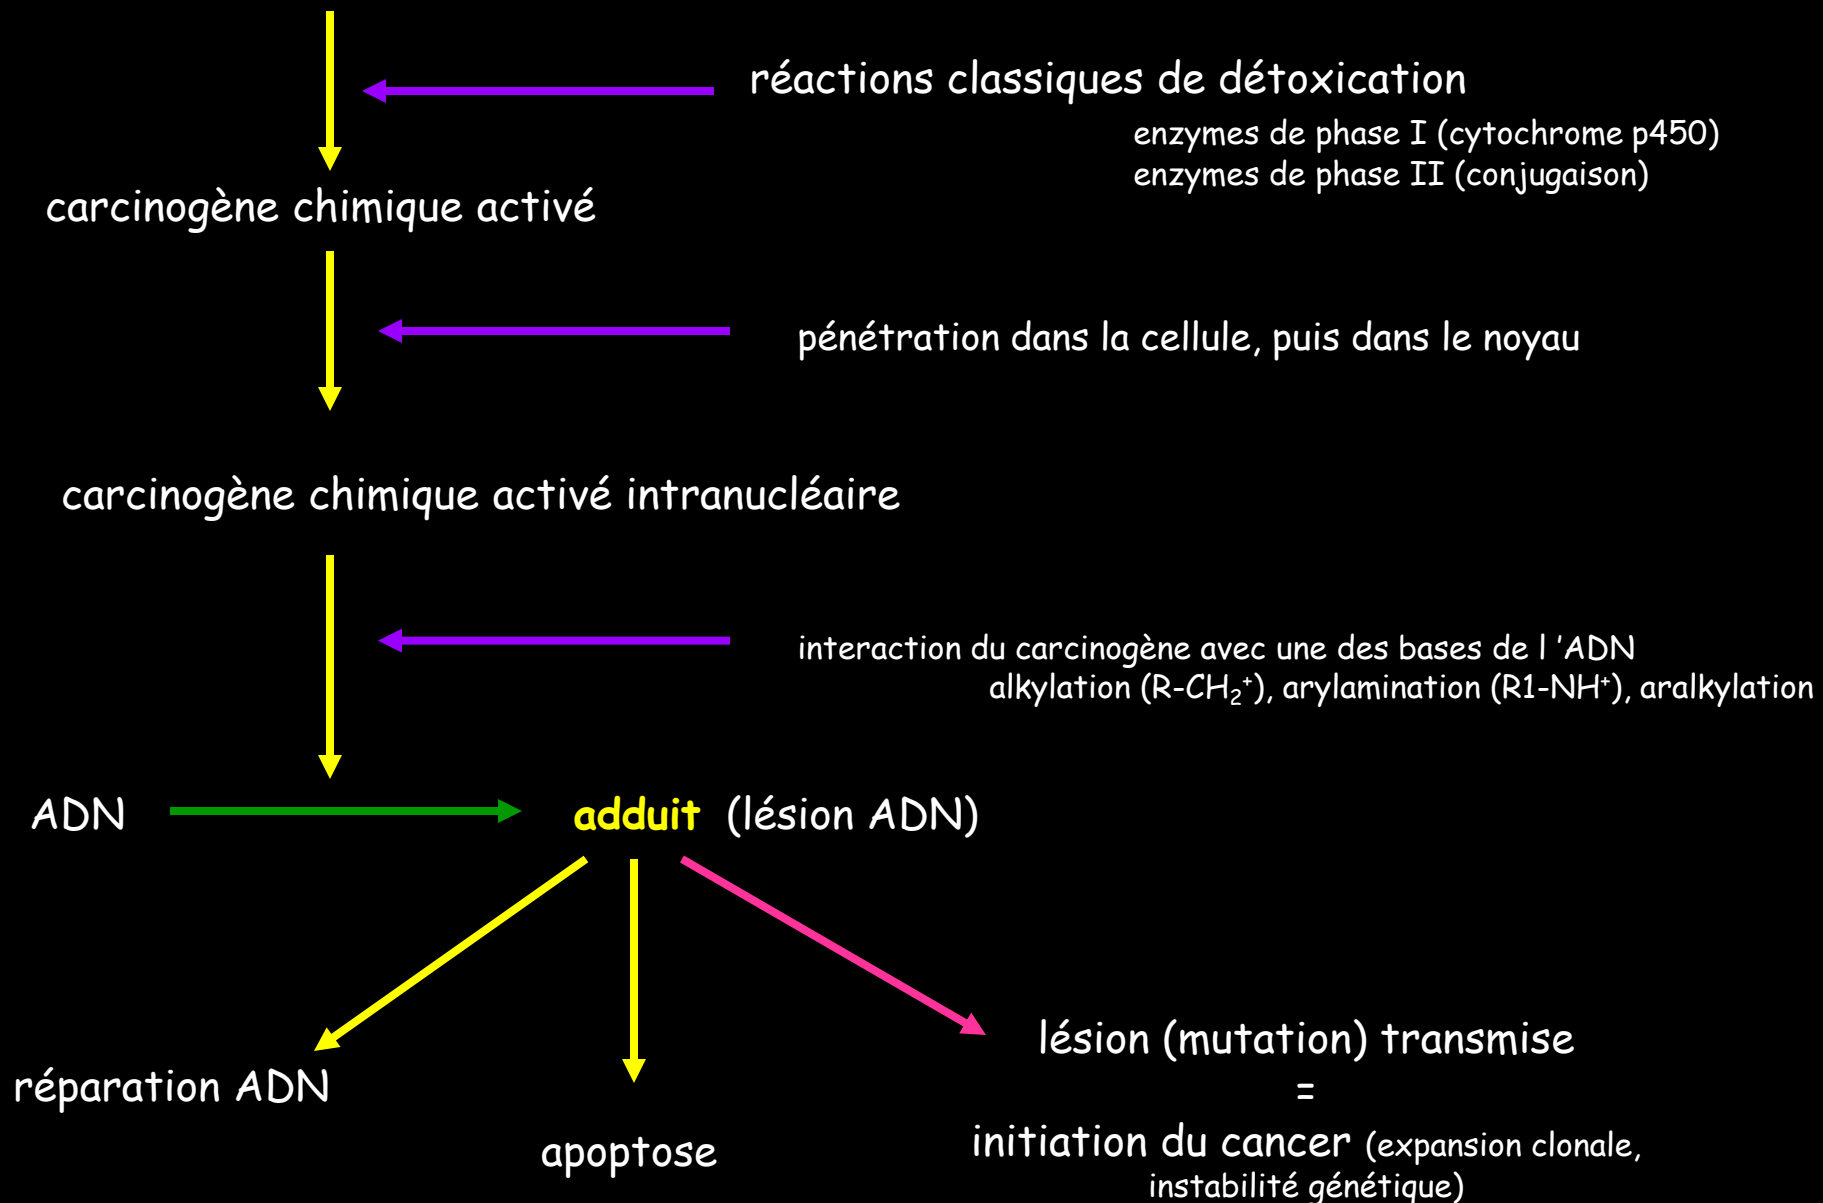 réactions classiques de détoxication
enzymes de phase I (cytochrome p450)
enzymes de phase II (conjugaison)
carcinogène chimique activé
pénétration dans la cellule, puis dans le noyau
carcinogène chimique activé intranucléaire
interaction du carcinogène avec une des bases de l ’ADN
alkylation (R-CH₂⁺), arylamination (R1-NH⁺), aralkylation
ADN
adduit (lésion ADN)
lésion (mutation) transmise
=
réparation ADN
apoptose
initiation du cancer (expansion clonale,
instabilité génétique)